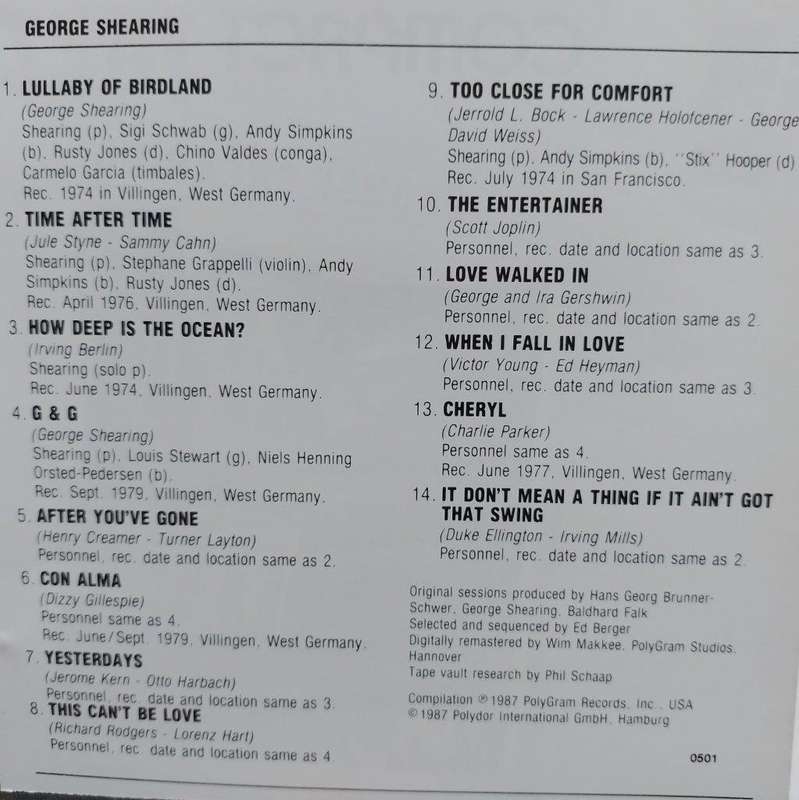 GEORGE SHEARING
1. LULLABY OF BIRDLAND
(George Shearing)
Shearing (p), Sigi Schwab (g), Andy Simpkins
(b), Rusty Jones (d), Chino Valdes (conga),
Carmelo Garcia (timbales).
Rec. 1974 in Villingen, West Germany.
2. TIME AFTER TIME
(Jule Styne - Sammy Cahn)
Shearing (p), Stephane Grappelli (violin), Andy
Simpkins (b), Rusty Jones (d).
Rec. April 1976, Villingen, West Germany.
3. HOW DEEP IS THE OCEAN?
(Irving Berlin)
Shearing (solo p).
Rec. June 1974, Villingen, West Germany.
4. G & G
(George Shearing)
Shearing (p), Louis Stewart (g), Niels Henning
Orsted-Pedersen (b).
Rec. Sept. 1979, Villingen, West Germany.
5. AFTER YOU'VE GONE
(Henry Creamer - Turner Layton)
Personnel, rec. date and location same as 2.
6. CON ALMA
(Dizzy Gillespie)
Personnel same as 4.
Rec. June/Sept. 1979, Villingen, West Germany.
7. YESTERDAYS
(Jerome Kern - Otto Harbach)
Personnel, rec. date and location same as 3.
8. THIS CAN'T BE LOVE
(Richard Rodgers - Lorenz Hart)
Personnel, rec. date and location same as 4.
9. TOO CLOSE FOR COMFORT
(Jerrold L. Bock - Lawrence Holofcener - George
David Weiss)
Shearing (p), Andy Simpkins (b), "Stix" Hooper (d)
Rec. July 1974 in San Francisco.
10. THE ENTERTAINER
(Scott Joplin)
Personnel, rec. date and location same as 3.
11. LOVE WALKED IN
(George and Ira Gershwin)
Personnel, rec. date and location same as 2.
12. WHEN I FALL IN LOVE
(Victor Young - Ed Heyman)
Personnel, rec. date and location same as 3.
13. CHERYL
(Charlie Parker)
Personnel same as 4.
Rec. June 1977, Villingen, West Germany.
14. IT DON'T MEAN A THING IF IT AIN'T GOT
THAT SWING
(Duke Ellington - Irving Mills)
Personnel, rec. date and location same as 2.
Original sessions produced by Hans Georg Brunner-
Schwer, George Shearing, Baldhard Falk
Selected and sequenced by Ed Berger
Digitally remastered by Wim Makkee, PolyGram Studios,
Hannover
Tape vault research by Phil Schaap
Compilation ℗ 1987 PolyGram Records, Inc., USA
© 1987 Polydor International GmbH, Hamburg
0501